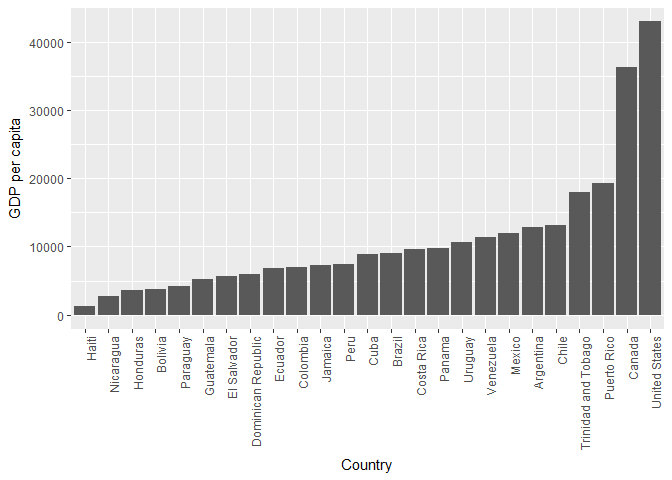 GDP per capita
40000
30000
20000
10000
0
Haiti
Nicaragua
Honduras
Bolivia
Paraguay
Guatemala
El Salvador
Dominican Republic
Ecuador
Colombia
Jamaica
Peru
Cuba
Brazil
Costa Rica
Panama
Uruguay
Venezuela
Mexico
Argentina
Chile
Trinidad and Tobago
Puerto Rico
Canada
United States
Country